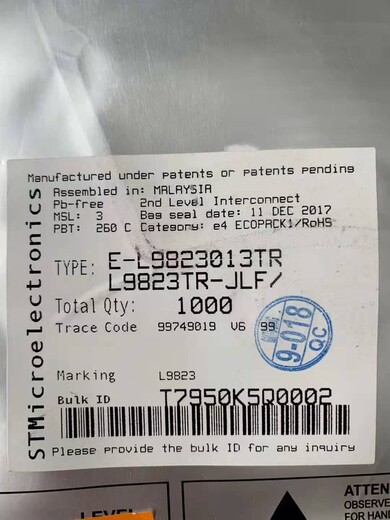 Manufactured under patents or patents pending
STMicroelectronics
Assembled in: MALAYSIA
Pb-free 2nd Level Interconnect
MSL: 3 Bag seal date: 11 DEC 2017
PBT: 260 C Category: e4 ECOPACK1/RoHS
TYPE: E-L9823013TR
L9823TR-JLF/
Total Qty: 1000
Trace Code 99749019 V6 99
9-018
QC
Marking L9823
Bulk ID T7950K5Q0002
Please provide the bulk ID for any inquiry
LEVEL
ATTEN
OBSERVE
FOR HAN